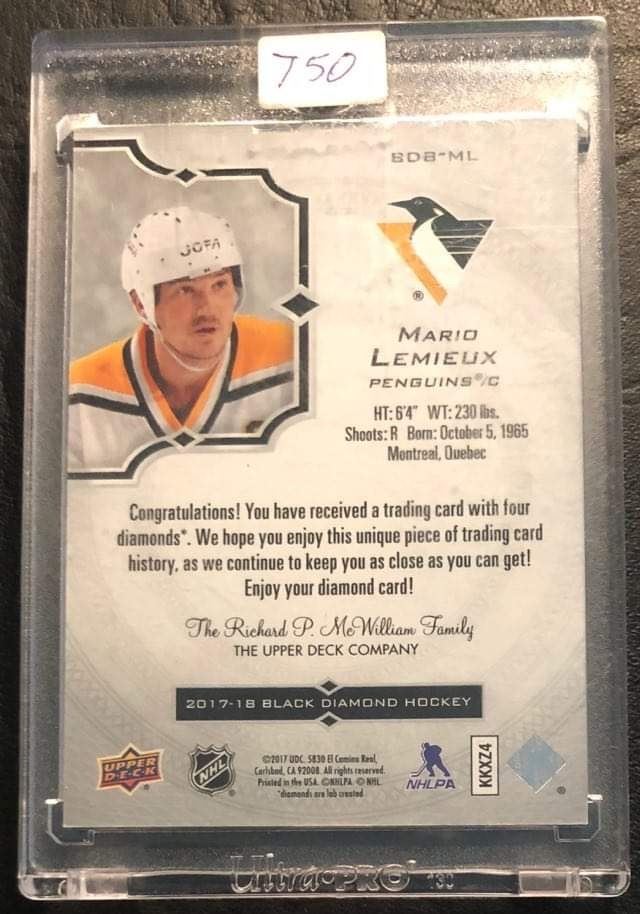 750
BDB-ML
JOFA
®
MARIO
LEMIEUX
PENGUINS®/C
HT: 6'4" WT: 230 lbs.
Shoots: R Born: October 5, 1965
Montreal, Quebec
Congratulations! You have received a trading card with four
diamonds*. We hope you enjoy this unique piece of trading card
history, as we continue to keep you as close as you can get!
Enjoy your diamond card!
The Richard P. McWilliam Family
THE UPPER DECK COMPANY
2017-18 BLACK DIAMOND HOCKEY
UPPER
D·E·C·K
NHL
©2017 UDC. 5830 El Camino Real,
Carlsbad, CA 92008. All rights reserved.
Printed in the USA. ©NHLPA. © NHL.
*diamonds are lab created
NHLPA
KKXZ4
®
Ultra•PRO® 130